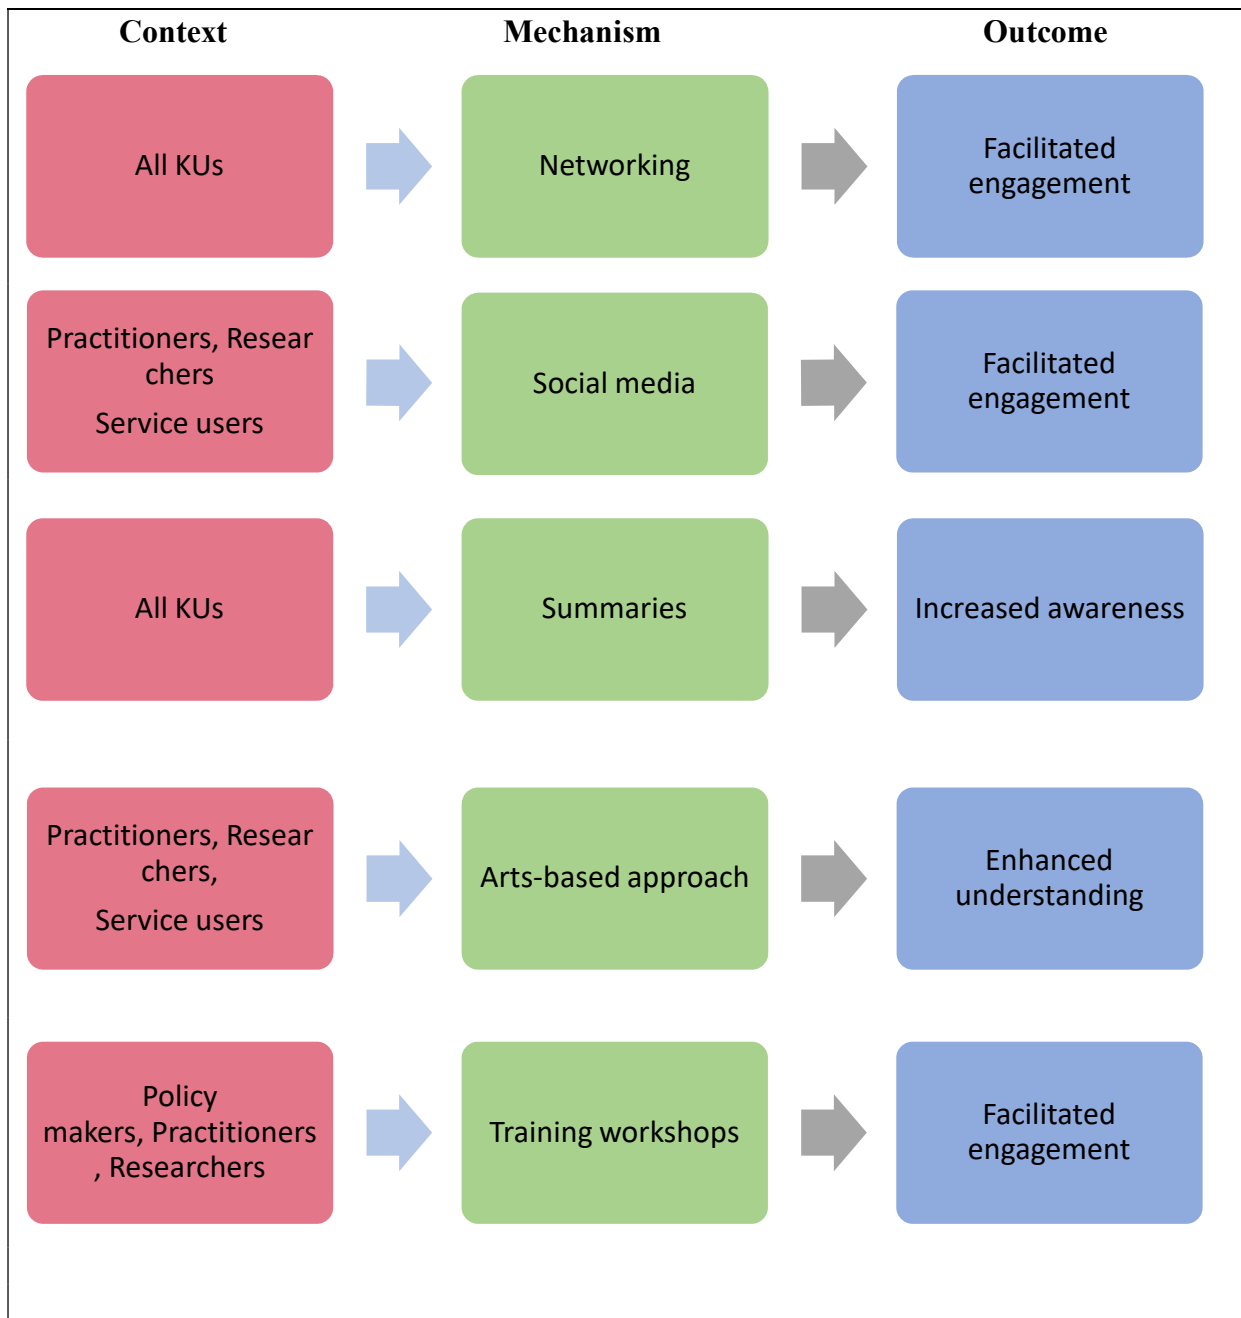 Context Mechanism Outcome
All KUs
Networking
Facilitated
engagement
Practitioners, Resear
chers
Service users
Social media
Facilitated
engagement
All KUs
Summaries
Increased awareness
Practitioners, Resear
chers,
Service users
Arts-based approach
Enhanced
understanding
Policy
makers, Practitioners
, Researchers
Training workshops
Facilitated
engagement